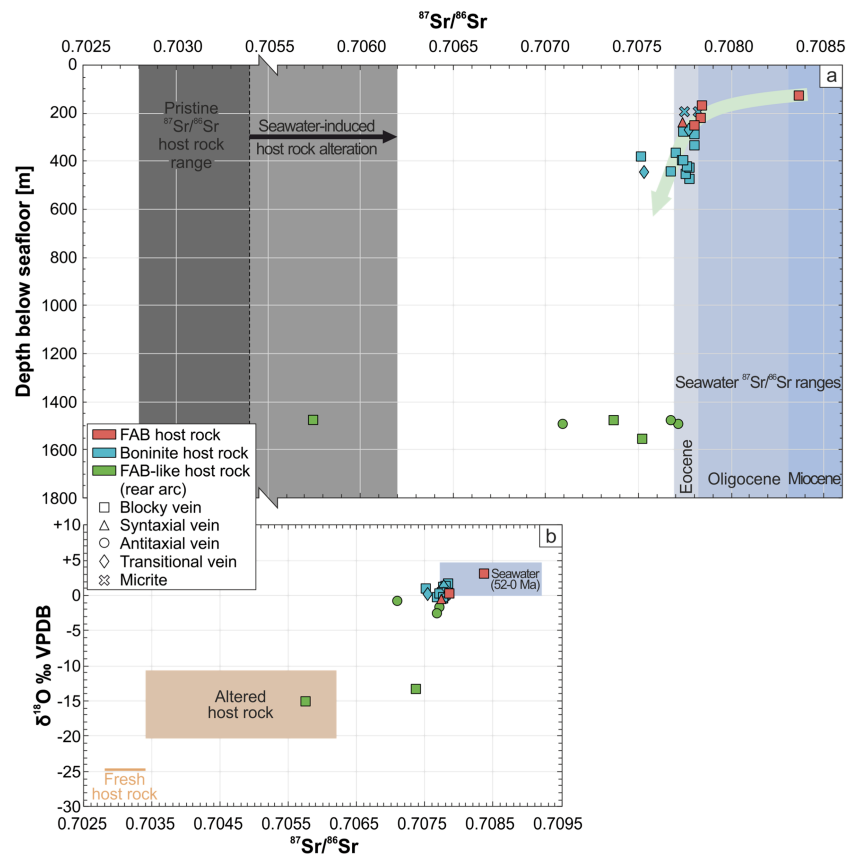 ⁸⁷Sr/⁸⁶Sr
0.7025 0.7030 0.7055 0.7060 0.7065 0.7070 0.7075 0.7080 0.7085
a
0
200
400
600
800
1000
1200
1400
1600
1800
Depth below seafloor [m]
Pristine
⁸⁷Sr/⁸⁶Sr
host rock
range
Seawater-induced
host rock alteration
Seawater ⁸⁷Sr/⁸⁶Sr ranges
Eocene
Oligocene
Miocene
FAB host rock
Boninite host rock
FAB-like host rock
(rear arc)
Blocky vein
Syntaxial vein
Antitaxial vein
Transitional vein
Micrite
b
+10
+5
0
-5
-10
-15
-20
-25
-30
δ¹⁸O ‰ VPDB
Seawater
(52-0 Ma)
Altered
host rock
Fresh
host rock
0.7025 0.7035 0.7045 0.7055 0.7065 0.7075 0.7085 0.7095
⁸⁷Sr/⁸⁶Sr